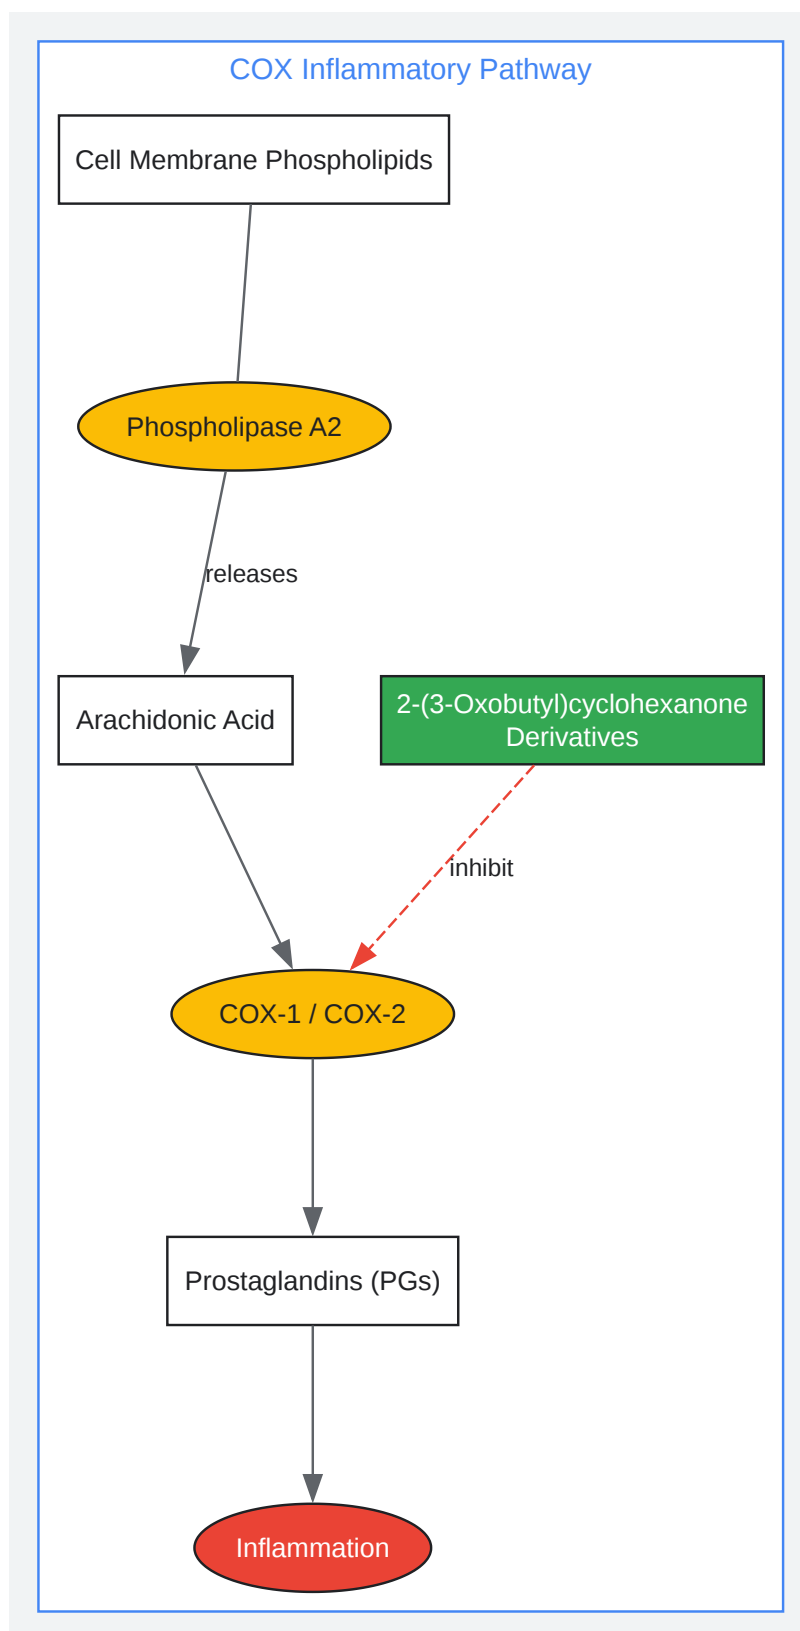 COX Inflammatory Pathway
Cell Membrane Phospholipids
Phospholipase A2
releases
Arachidonic Acid
2-(3-Oxobutyl)cyclohexanone
Derivatives
inhibit
COX-1 / COX-2
Prostaglandins (PGs)
Inflammation